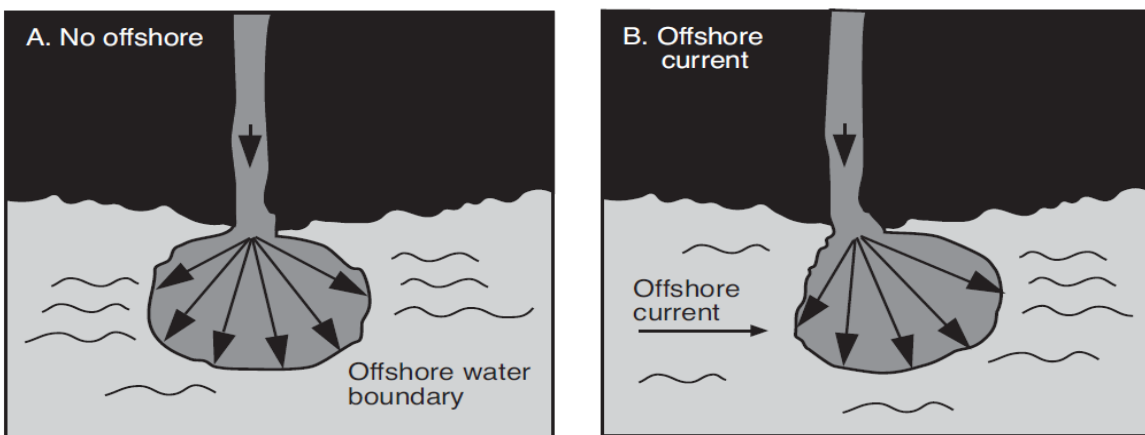 A. No offshore
Offshore water
boundary
B. Offshore
current
Offshore
current